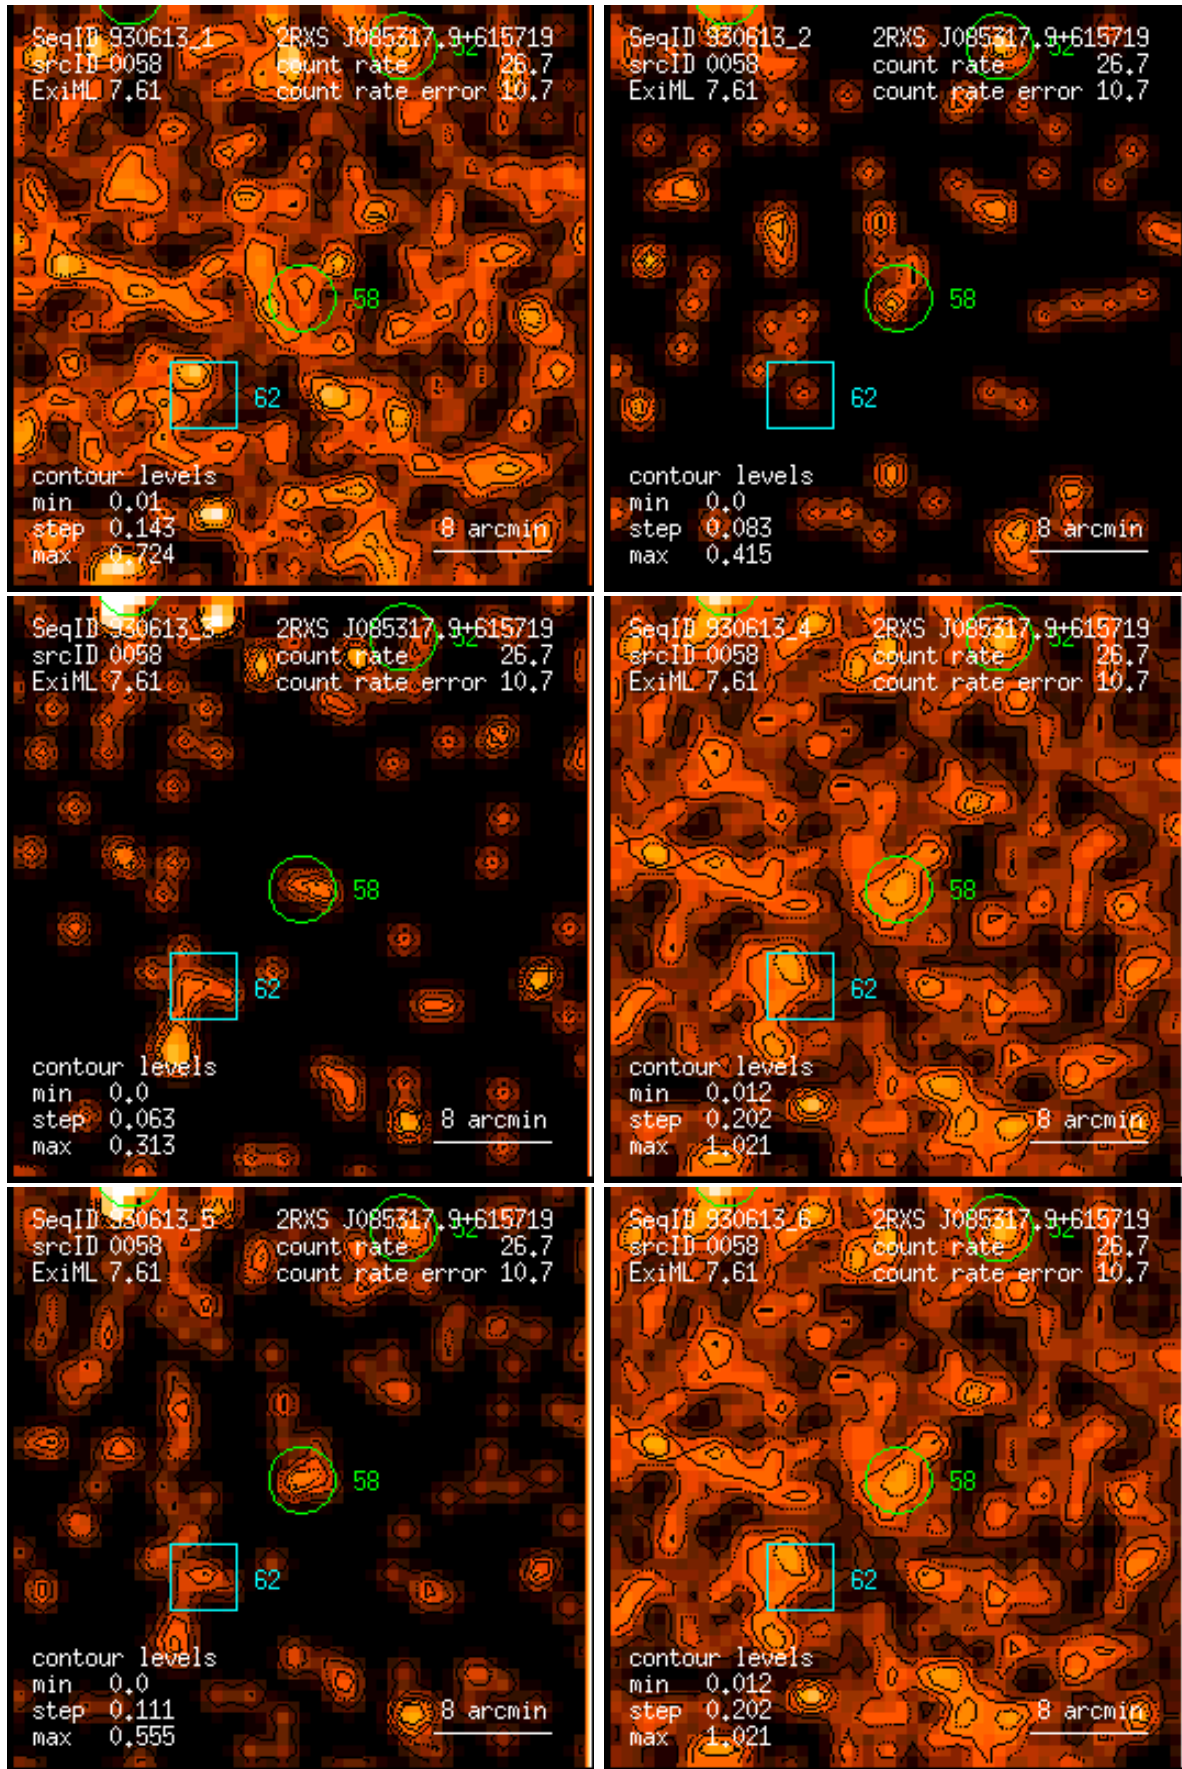 SeqID 930613_1 2RXS J085317.9+615719
srcID 0058 count rate 26.7
ExiML 7.61 count rate error 10.7
58
62
contour levels
min 0.01
step 0.143 8 arcmin
max 0.724
SeqID 930613_2 2RXS J085317.9+615719
srcID 0058 count rate 26.7
ExiML 7.61 count rate error 10.7
58
62
contour levels
min 0.0
step 0.083 8 arcmin
max 0.415
SeqID 930613_3 2RXS J085317.9+615719
srcID 0058 count rate 26.7
ExiML 7.61 count rate error 10.7
58
62
contour levels
min 0.0
step 0.063 8 arcmin
max 0.313
SeqID 930613_4 2RXS J085317.9+615719
srcID 0058 count rate 26.7
ExiML 7.61 count rate error 10.7
58
62
contour levels
min 0.012
step 0.202 8 arcmin
max 1.021
SeqID 930613_5 2RXS J085317.9+615719
srcID 0058 count rate 26.7
ExiML 7.61 count rate error 10.7
58
62
contour levels
min 0.0
step 0.111 8 arcmin
max 0.555
SeqID 930613_6 2RXS J085317.9+615719
srcID 0058 count rate 26.7
ExiML 7.61 count rate error 10.7
58
62
contour levels
min 0.012
step 0.202 8 arcmin
max 1.021